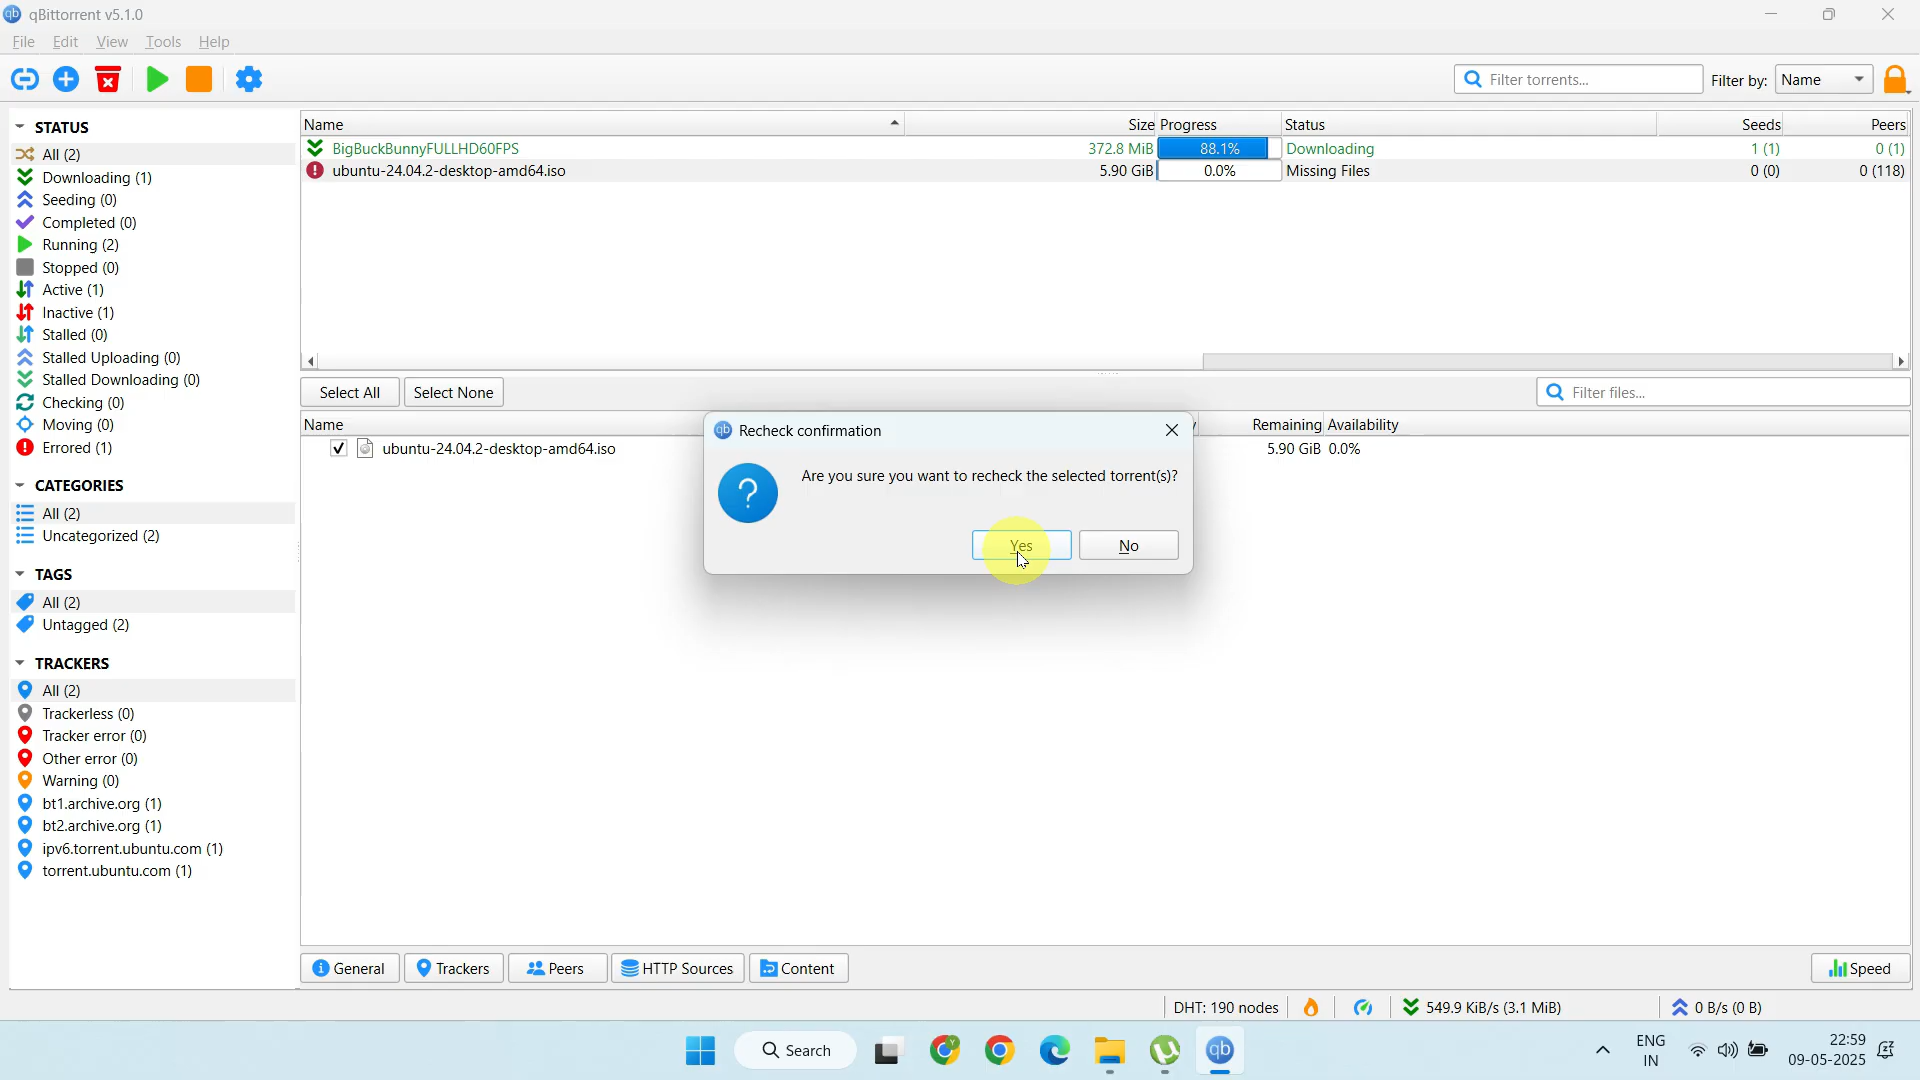 qBittorrent v5.1.0
File Edit View Tools Help
Filter torrents... Filter by: Name
STATUS
All (2)
Downloading (1)
Seeding (0)
Completed (0)
Running (2)
Stopped (0)
Active (1)
Inactive (1)
Stalled (0)
Stalled Uploading (0)
Stalled Downloading (0)
Checking (0)
Moving (0)
Errored (1)
CATEGORIES
All (2)
Uncategorized (2)
TAGS
All (2)
Untagged (2)
TRACKERS
All (2)
Trackerless (0)
Tracker error (0)
Other error (0)
Warning (0)
bt1.archive.org (1)
bt2.archive.org (1)
ipv6.torrent.ubuntu.com (1)
torrent.ubuntu.com (1)
Name Size Progress Status Seeds Peers
BigBuckBunnyFULLHD60FPS 372.8 MiB 88.1% Downloading 1 (1) 0 (1)
ubuntu-24.04.2-desktop-amd64.iso 5.90 GiB 0.0% Missing Files 0 (0) 0 (118)
Select All Select None Filter files...
Name Remaining Availability
ubuntu-24.04.2-desktop-amd64.iso 5.90 GiB 0.0%
Recheck confirmation
Are you sure you want to recheck the selected torrent(s)?
Yes No
General Trackers Peers HTTP Sources Content Speed
DHT: 190 nodes 549.9 KiB/s (3.1 MiB) 0 B/s (0 B)
Search
ENG
IN
22:59
09-05-2025